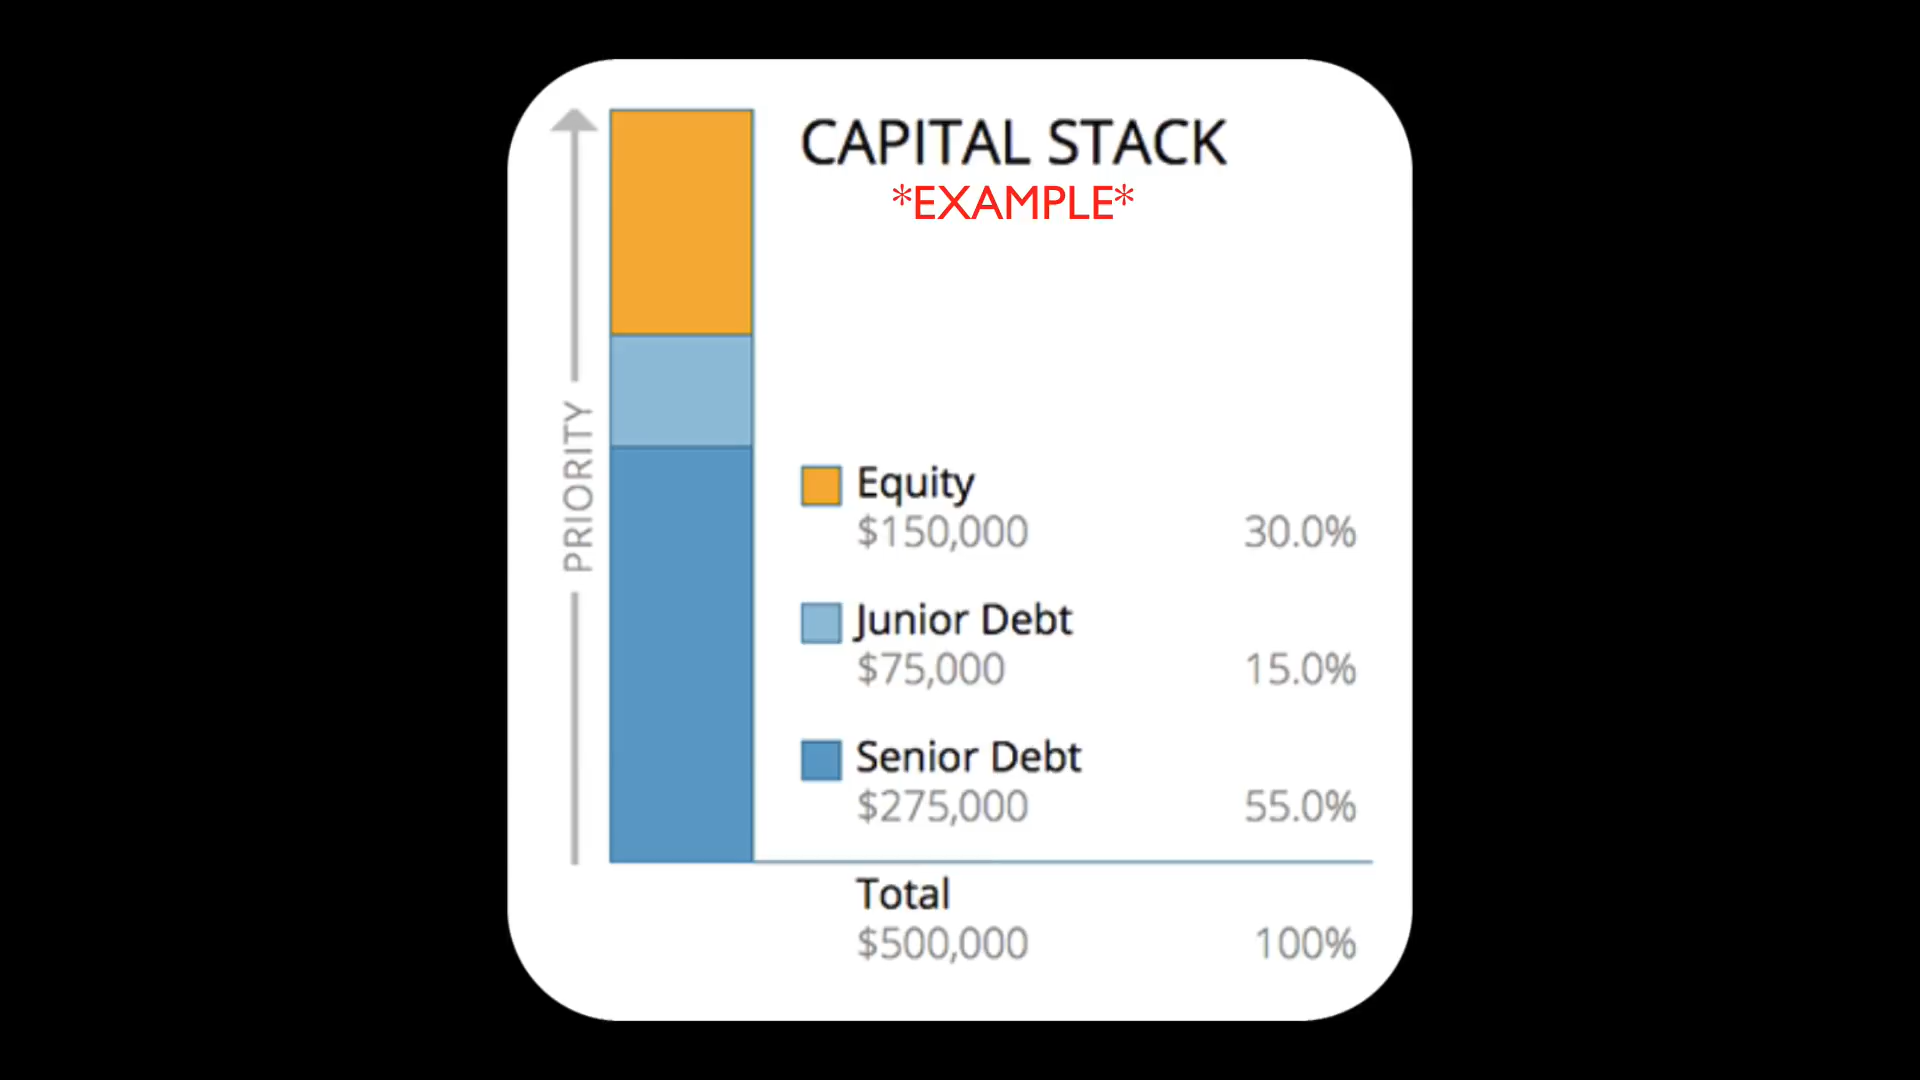 CAPITAL STACK
*EXAMPLE*
PRIORITY
Equity
$150,000 30.0%
Junior Debt
$75,000 15.0%
Senior Debt
$275,000 55.0%
Total
$500,000 100%